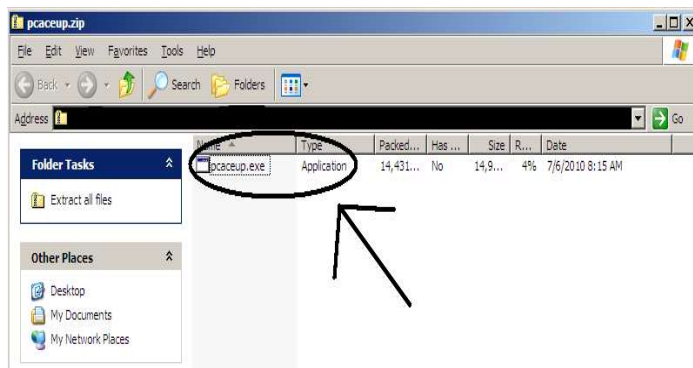 pcaceup.zip
File Edit View Favorites Tools Help
Back Search Folders
Address Go
Name Type Packed... Has ... Size R... Date
pcaceup.exe Application 14,431... No 14,9... 4% 7/6/2010 8:15 AM
Folder Tasks
Extract all files
Other Places
Desktop
My Documents
My Network Places